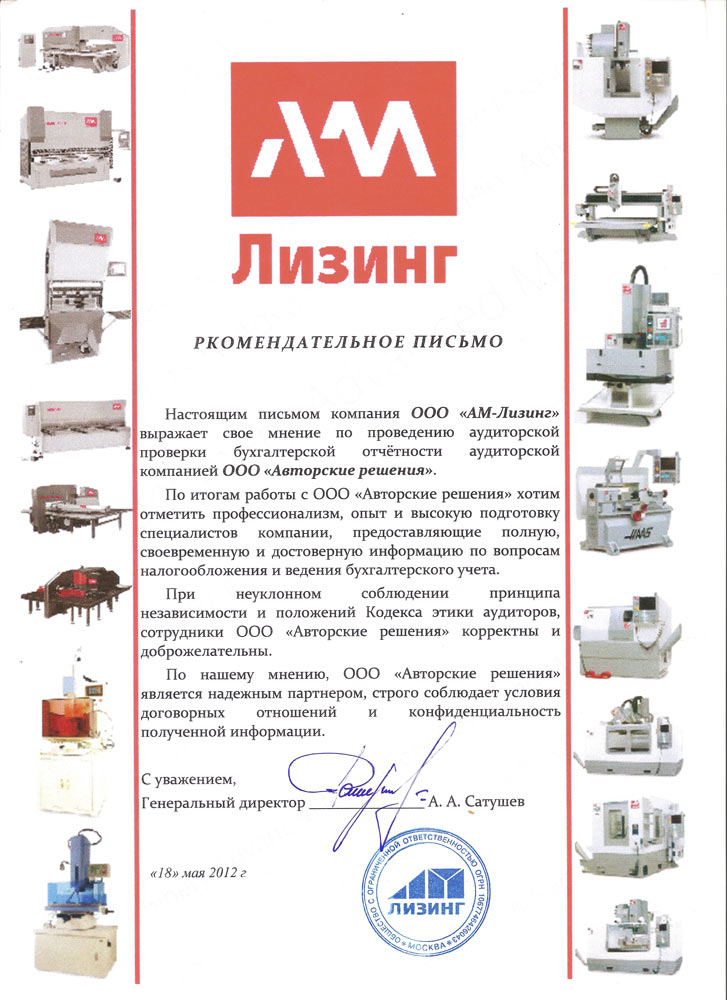 АМ
Лизинг
РКОМЕНДАТЕЛЬНОЕ ПИСЬМО
Настоящим письмом компания ООО «АМ-Лизинг»
выражает свое мнение по проведению аудиторской
проверки бухгалтерской отчётности аудиторской
компанией ООО «Авторские решения».
По итогам работы с ООО «Авторские решения» хотим
отметить профессионализм, опыт и высокую подготовку
специалистов компании, предоставляющие полную,
своевременную и достоверную информацию по вопросам
налогообложения и ведения бухгалтерского учета.
При неуклонном соблюдении принципа
независимости и положений Кодекса этики аудиторов,
сотрудники ООО «Авторские решения» корректны и
доброжелательны.
По нашему мнению, ООО «Авторские решения»
является надежным партнером, строго соблюдает условия
договорных отношений и конфиденциальность
полученной информации.
С уважением,
Генеральный директор А. А. Сатушев
«18» мая 2012 г
ОБЩЕСТВО С ОГРАНИЧЕННОЙ ОТВЕТСТВЕННОСТЬЮ ОГРН 1067746426043
АМ
ЛИЗИНГ
* МОСКВА *
HAAS